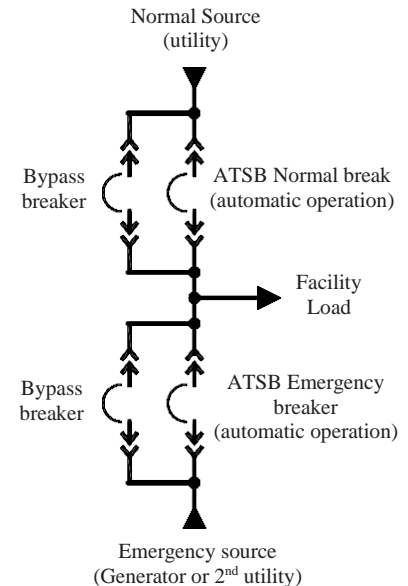 Normal Source
(utility)
Bypass
breaker
ATSB Normal break
(automatic operation)
Facility
Load
Bypass
breaker
ATSB Emergency
breaker
(automatic operation)
Emergency source
(Generator or 2nd utility)